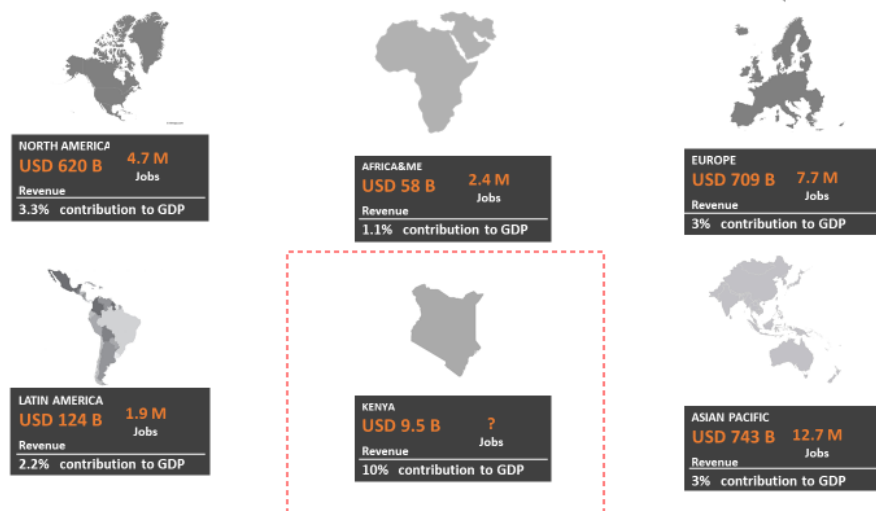 NORTH AMERICA
USD 620 B
4.7 M
Jobs
Revenue
3.3% contribution to GDP
AFRICA&ME
USD 58 B
2.4 M
Jobs
Revenue
1.1% contribution to GDP
EUROPE
USD 709 B
7.7 M
Jobs
Revenue
3% contribution to GDP
LATIN AMERICA
USD 124 B
1.9 M
Jobs
Revenue
2.2% contribution to GDP
KENYA
USD 9.5 B
?
Jobs
Revenue
10% contribution to GDP
ASIAN PACIFIC
USD 743 B
12.7 M
Jobs
Revenue
3% contribution to GDP